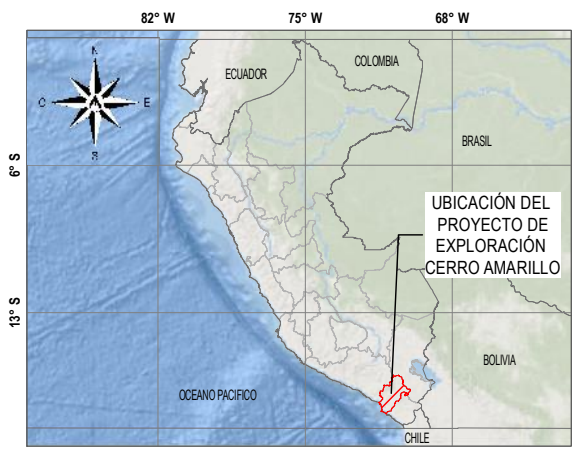 82° W 75° W 68° W
N
O E
S
ECUADOR
COLOMBIA
BRASIL
6° S
UBICACIÓN DEL
PROYECTO DE
EXPLORACIÓN
CERRO AMARILLO
13° S
BOLIVIA
OCEANO PACIFICO
CHILE